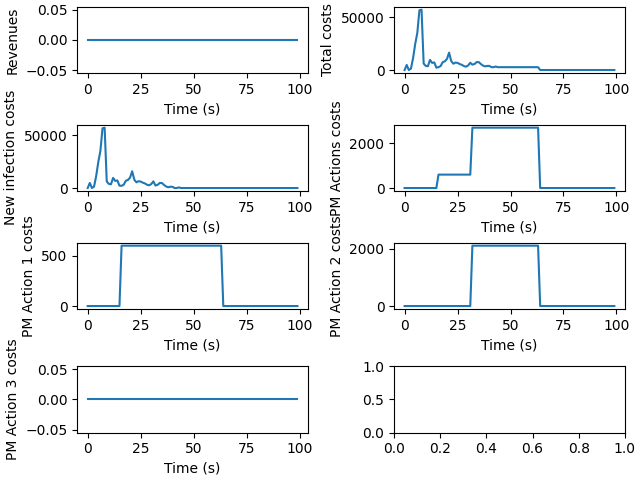 Revenues
0.05
0.00
−0.05
0 25 50 75 100
Time (s)
Total costs
50000
0
0 25 50 75 100
Time (s)
New infection costs
50000
0
0 25 50 75 100
Time (s)
PM Actions costs
2000
0
0 25 50 75 100
Time (s)
PM Action 1 costs
500
0
0 25 50 75 100
Time (s)
PM Action 2 costs
2000
0
0 25 50 75 100
Time (s)
PM Action 3 costs
0.05
0.00
−0.05
0 25 50 75 100
Time (s)
1.0
0.5
0.0
0.0 0.2 0.4 0.6 0.8 1.0